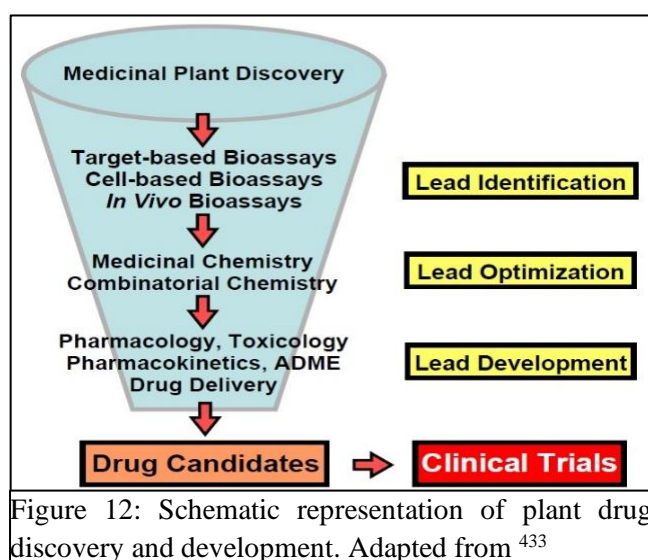 Medicinal Plant Discovery
Target-based Bioassays
Cell-based Bioassays
In Vivo Bioassays
Lead Identification
Medicinal Chemistry
Combinatorial Chemistry
Lead Optimization
Pharmacology, Toxicology
Pharmacokinetics, ADME
Drug Delivery
Lead Development
Drug Candidates
Clinical Trials
Figure 12: Schematic representation of plant drug
discovery and development. Adapted from 433